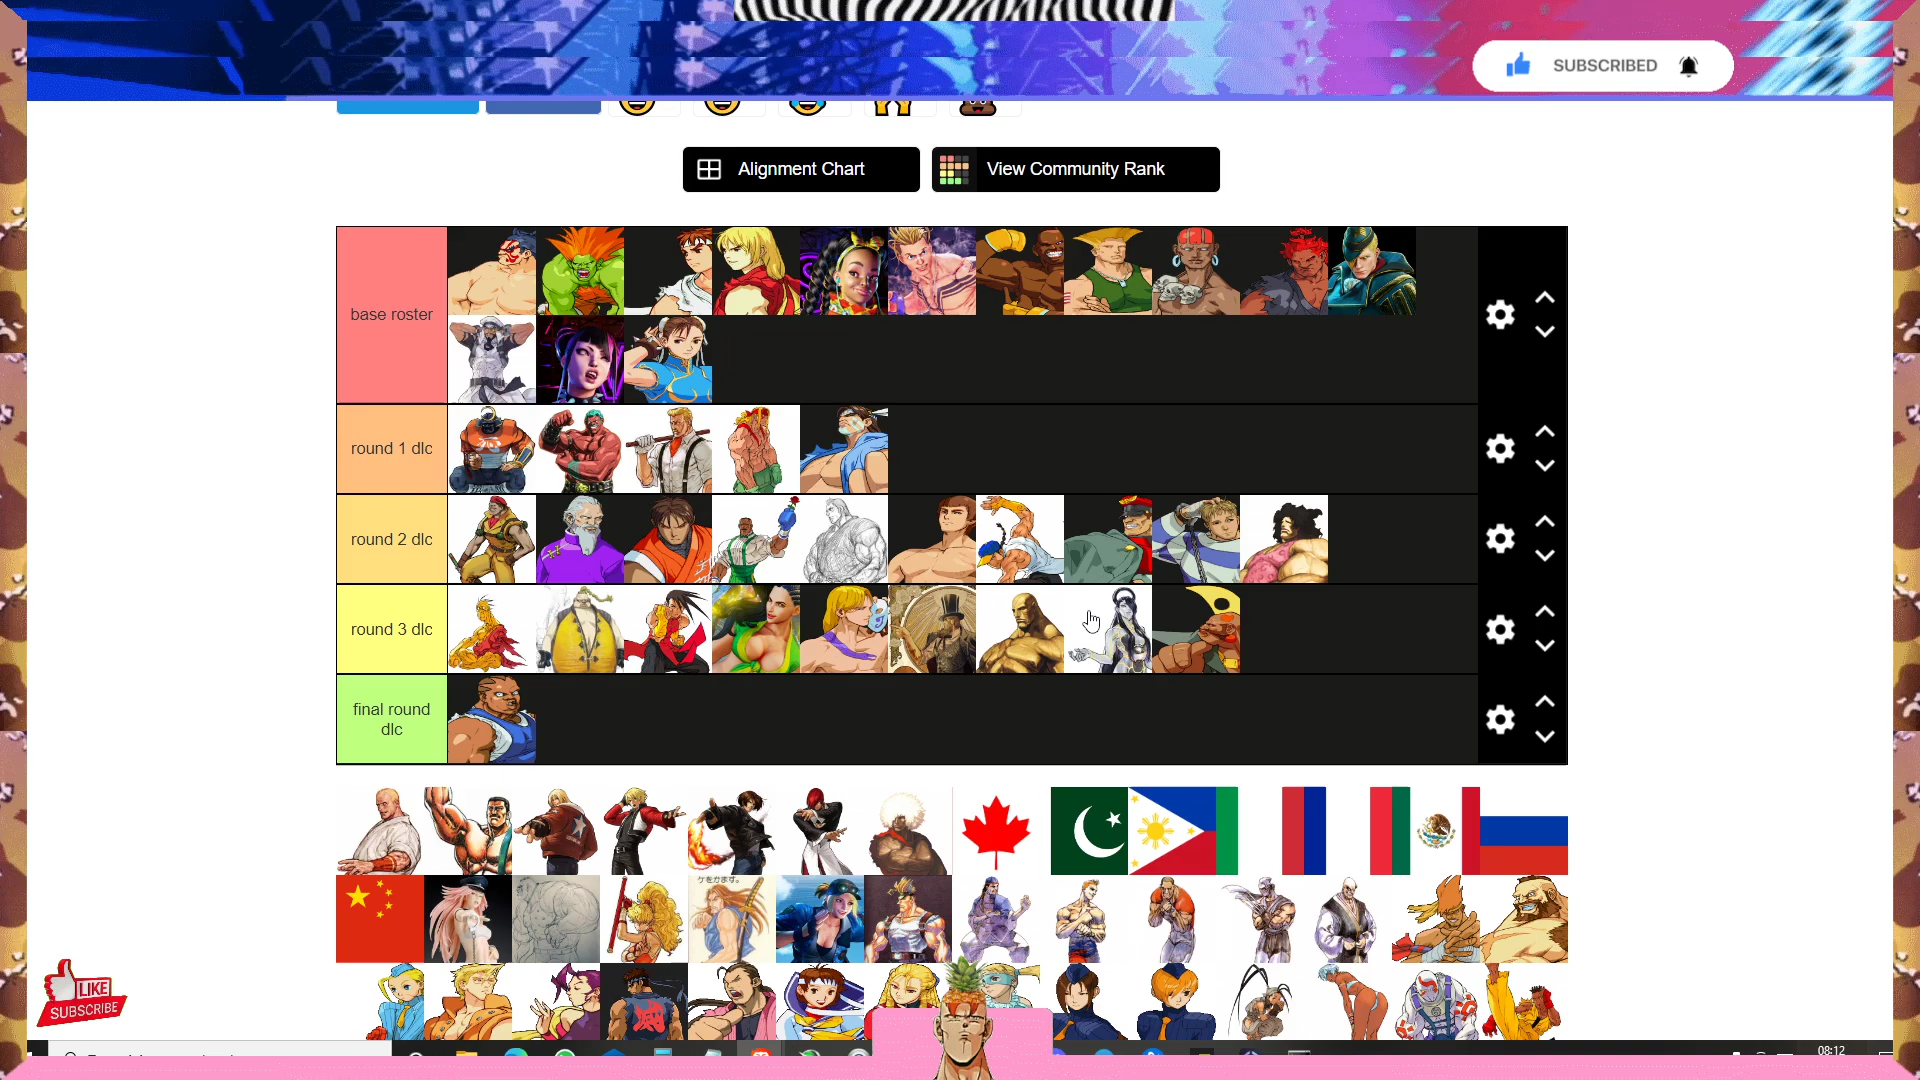 SUBSCRIBED
Alignment Chart
View Community Rank
base roster
round 1 dlc
round 2 dlc
round 3 dlc
final round
dlc
LIKE
SUBSCRIBE
08:12